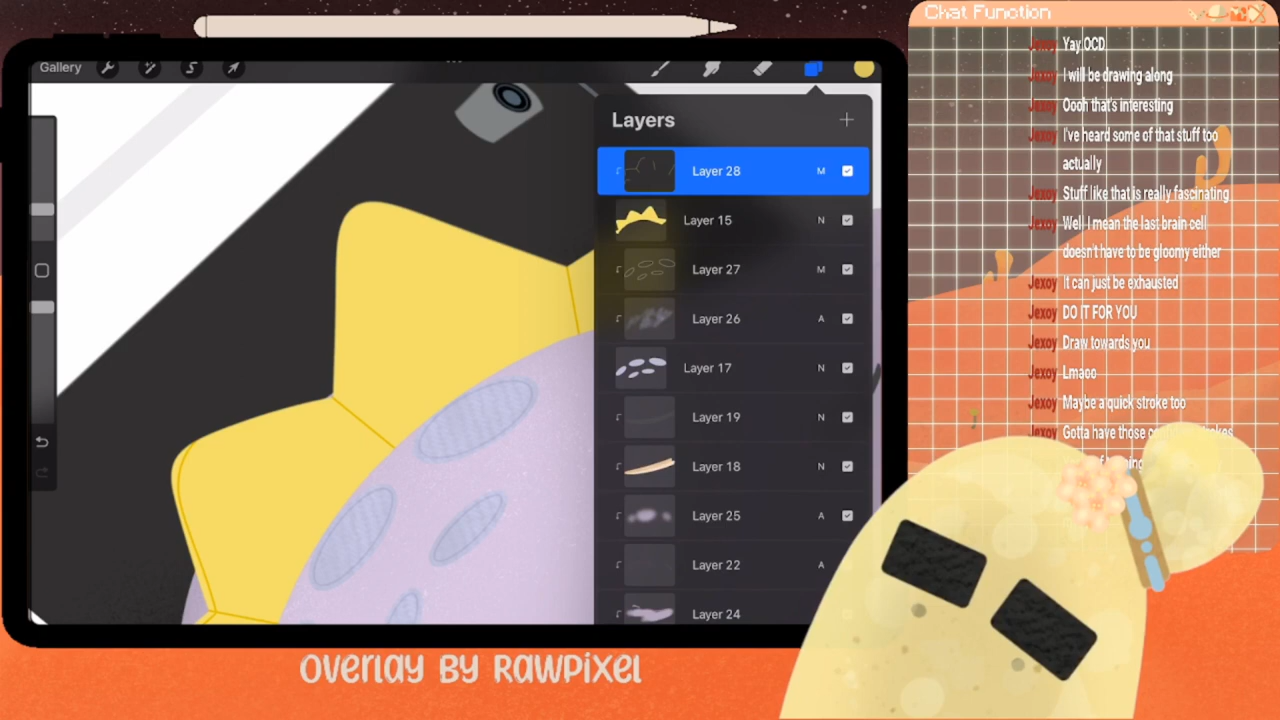 Chat Function
Gallery
Layers
Layer 28 M
Layer 15 N
Layer 27 M
Layer 26 A
Layer 17 N
Layer 19 N
Layer 18 N
Layer 25 A
Layer 22 A
Layer 24
Jexoy Yay OCD
Jexoy I will be drawing along
Jexoy Oooh that's interesting
Jexoy I've heard some of that stuff too
actually
Jexoy Stuff like that is really fascinating
Jexoy Well I mean the last brain cell
doesn't have to be gloomy either
Jexoy It can just be exhausted
Jexoy DO IT FOR YOU
Jexoy Draw towards you
Jexoy Lmaoo
Jexoy Maybe a quick stroke too
Jexoy Gotta have those
OVERLAY BY RAWPIXEL